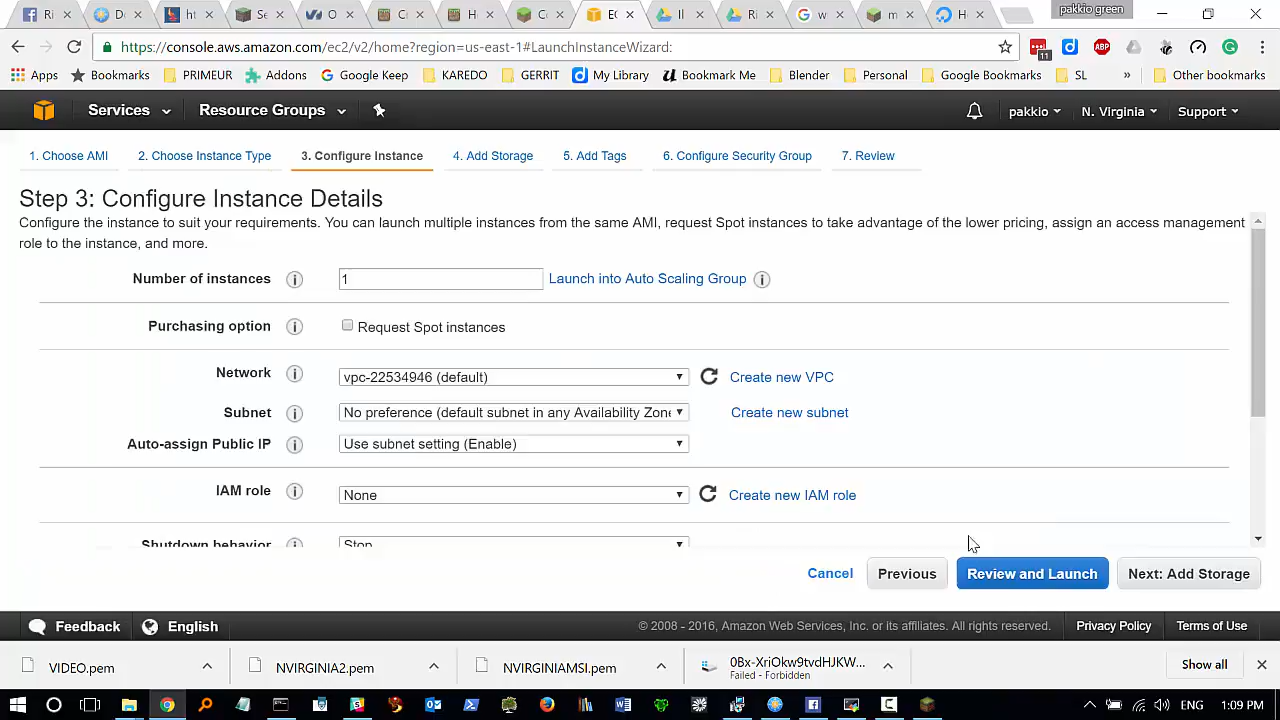 pakkio green
Ri
D
ht
Se
O
C
H
C
EC
Il
Ri
w
m
H
https://console.aws.amazon.com/ec2/v2/home?region=us-east-1#LaunchInstanceWizard:
11
ABP
Apps
Bookmarks
PRIMEUR
Addons
Google Keep
KAREDO
GERRIT
My Library
Bookmark Me
Blender
Personal
Google Bookmarks
SL
»
Other bookmarks
Services
Resource Groups
pakkio
N. Virginia
Support
1. Choose AMI
2. Choose Instance Type
3. Configure Instance
4. Add Storage
5. Add Tags
6. Configure Security Group
7. Review
Step 3: Configure Instance Details
Configure the instance to suit your requirements. You can launch multiple instances from the same AMI, request Spot instances to take advantage of the lower pricing, assign an access management
role to the instance, and more.
Number of instances
1
Launch into Auto Scaling Group
Purchasing option
Request Spot instances
Network
vpc-22534946 (default)
Create new VPC
Subnet
No preference (default subnet in any Availability Zon
Create new subnet
Auto-assign Public IP
Use subnet setting (Enable)
IAM role
None
Create new IAM role
Shutdown behavior
Stop
Cancel
Previous
Review and Launch
Next: Add Storage
Feedback
English
© 2008 - 2016, Amazon Web Services, Inc. or its affiliates. All rights reserved.
Privacy Policy
Terms of Use
VIDEO.pem
NVIRGINIA2.pem
NVIRGINIAMSI.pem
0Bx-XriOkw9tvdHJKW...
Failed - Forbidden
Show all
ENG
1:09 PM